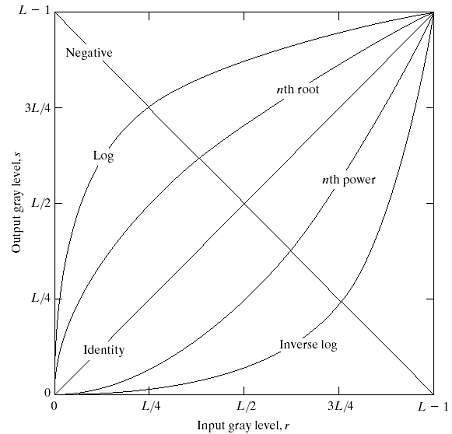 L − 1
Negative
nth root
3L/4
Log
nth power
L/2
Output gray level, s
L/4
Identity
Inverse log
0
0
L/4
L/2
3L/4
L − 1
Input gray level, r